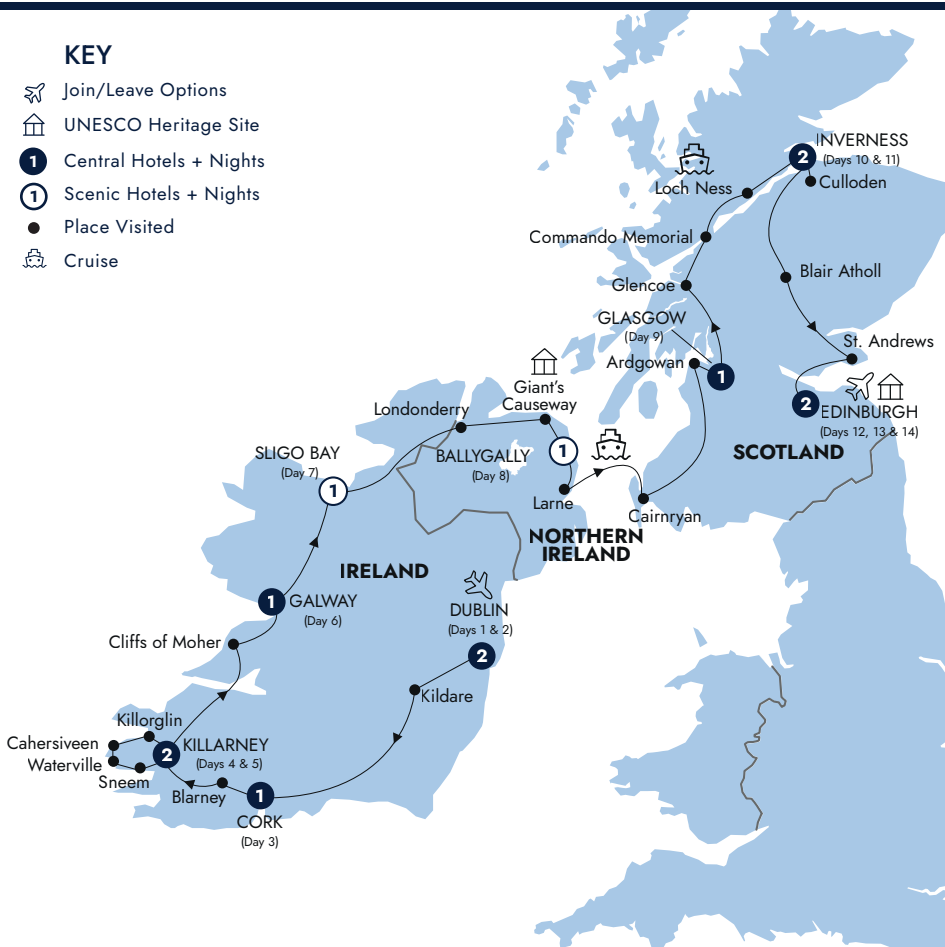 KEY
Join/Leave Options
UNESCO Heritage Site
1 Central Hotels + Nights
1 Scenic Hotels + Nights
Place Visited
Cruise
2 INVERNESS
(Days 10 & 11)
Culloden
Loch Ness
Commando Memorial
Blair Atholl
Glencoe
GLASGOW
(Day 9)
St. Andrews
Ardgowan
1
Giant's
Causeway
2 EDINBURGH
(Days 12, 13 & 14)
Londonderry
SCOTLAND
SLIGO BAY
(Day 7)
1
BALLYGALLY
(Day 8)
1
Larne
Cairnryan
NORTHERN
IRELAND
IRELAND
1 GALWAY
(Day 6)
DUBLIN
(Days 1 & 2)
2
Cliffs of Moher
Kildare
Killorglin
Cahersiveen
Waterville
Sneem
2 KILLARNEY
(Days 4 & 5)
Blarney
1
CORK
(Day 3)